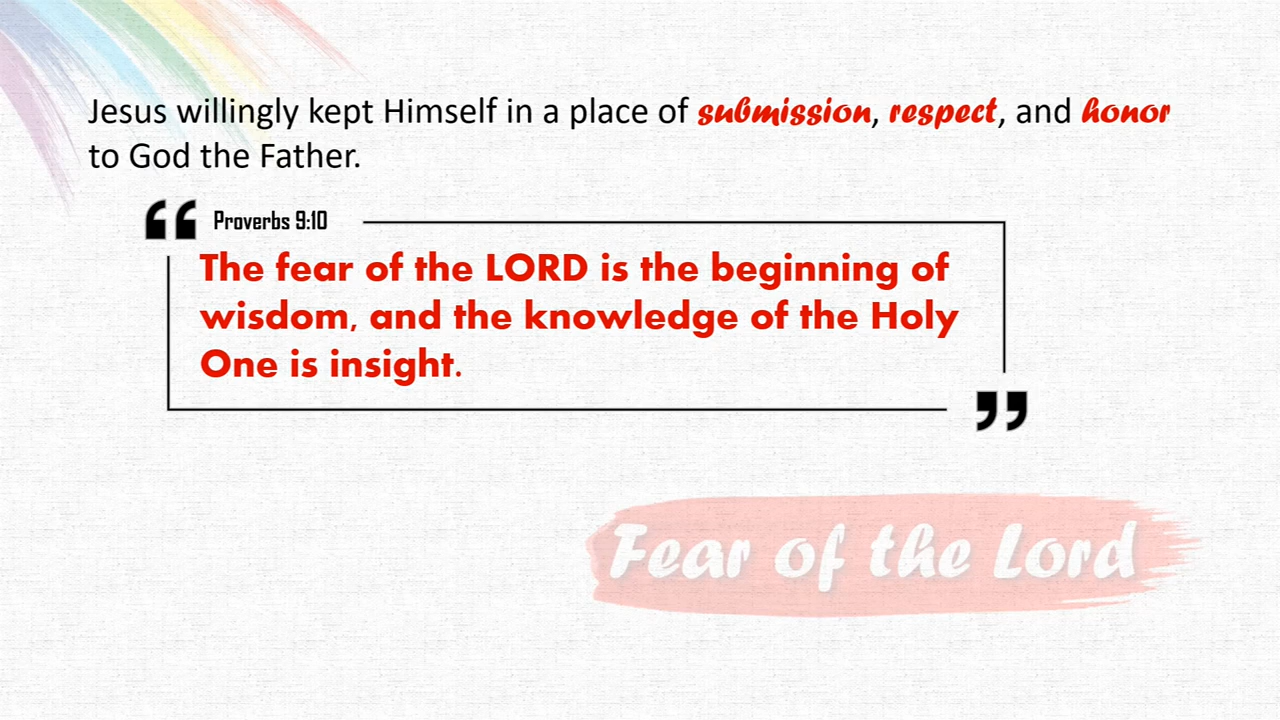 Jesus willingly kept Himself in a place of submission, respect, and honor
to God the Father.
“ Proverbs 9:10
The fear of the LORD is the beginning of
wisdom, and the knowledge of the Holy
One is insight.
”
Fear of the Lord